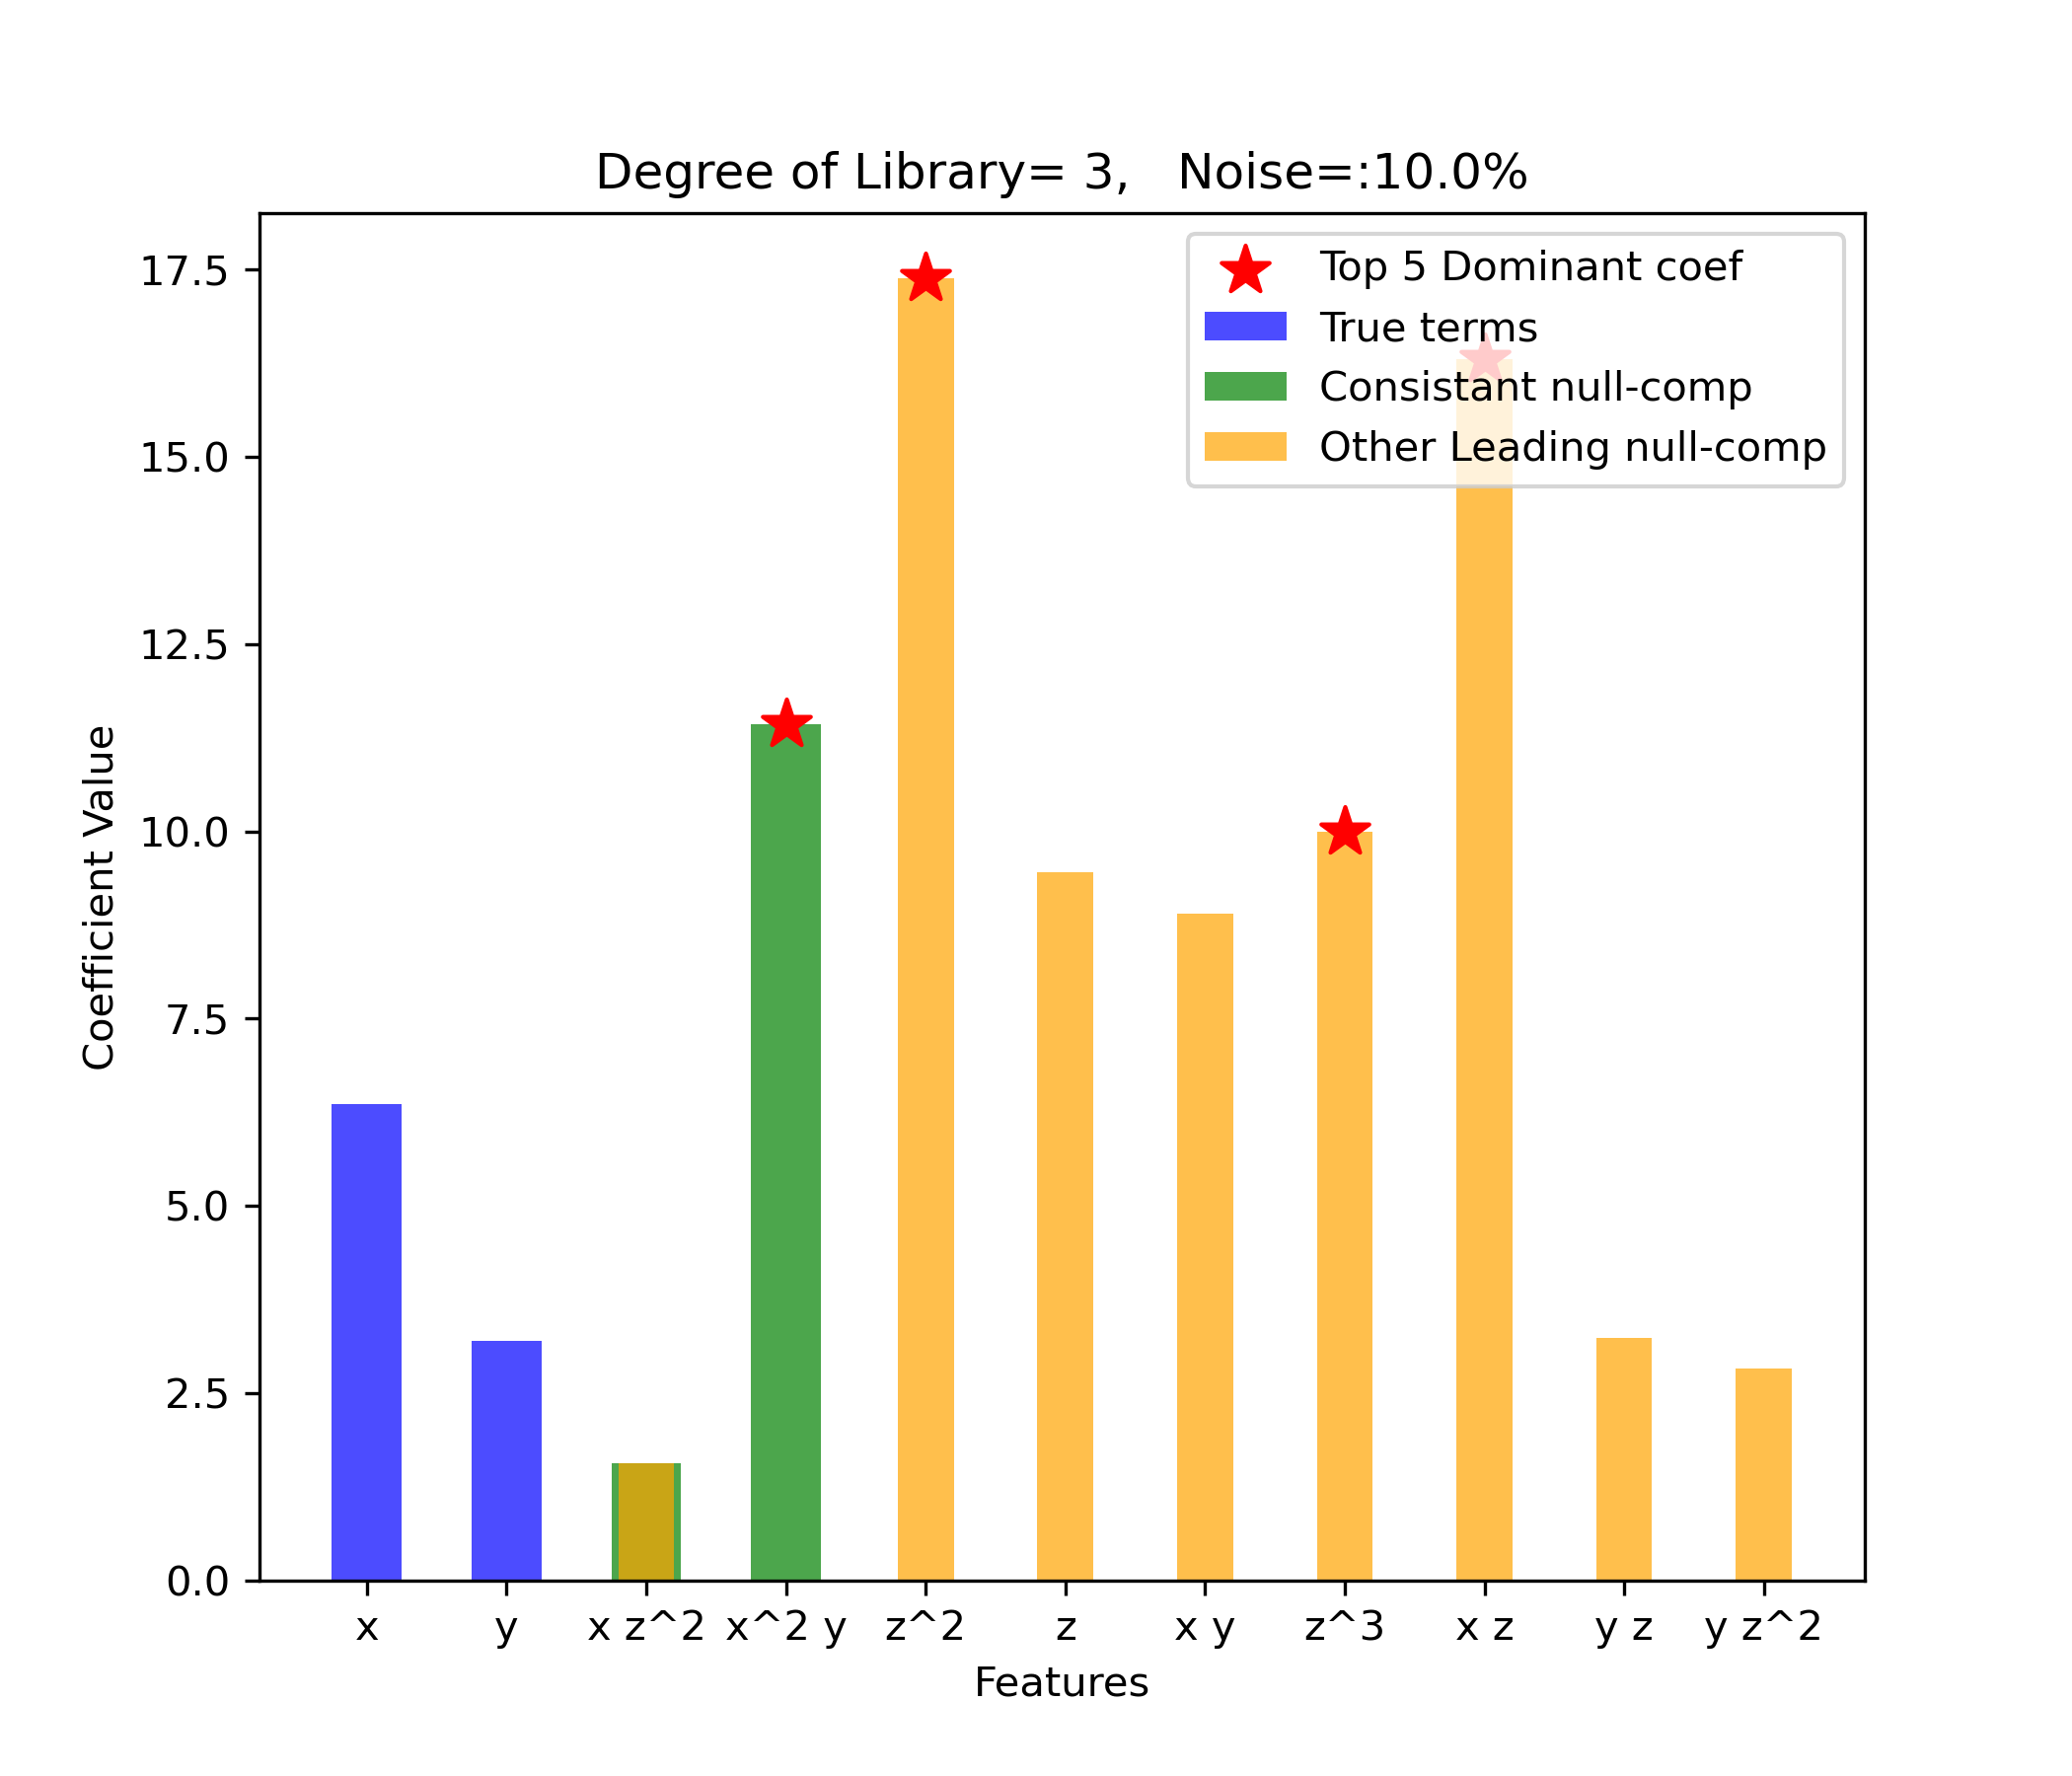 Degree of Library= 3,   Noise=:10.0%
Top 5 Dominant coef
True terms
Consistant null-comp
Other Leading null-comp
17.5
15.0
12.5
10.0
7.5
5.0
2.5
0.0
Coefficient Value
x y x z^2 x^2 y z^2 z x y z^3 x z y z y z^2
Features